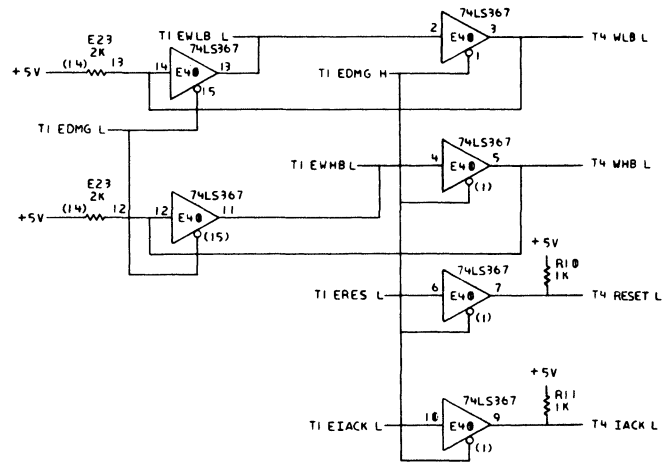 74LS367
T1 EWLB L
2
3
T4 WLB L
E23
2K
74LS367
E40
1
+5V
(14)
13
14
E40
13
T1 EDMG H
15
T1 EDMG L
74LS367
T1 EWHB L
4
E40
5
T4 WHB L
E23
2K
74LS367
(1)
+5V
(14)
12
12
E40
11
(15)
+5V
R10
1K
74LS367
T1 ERES L
6
E40
7
T4 RESET L
(1)
+5V
R11
1K
74LS367
T1 EIACK L
10
E40
9
T4 IACK L
(1)